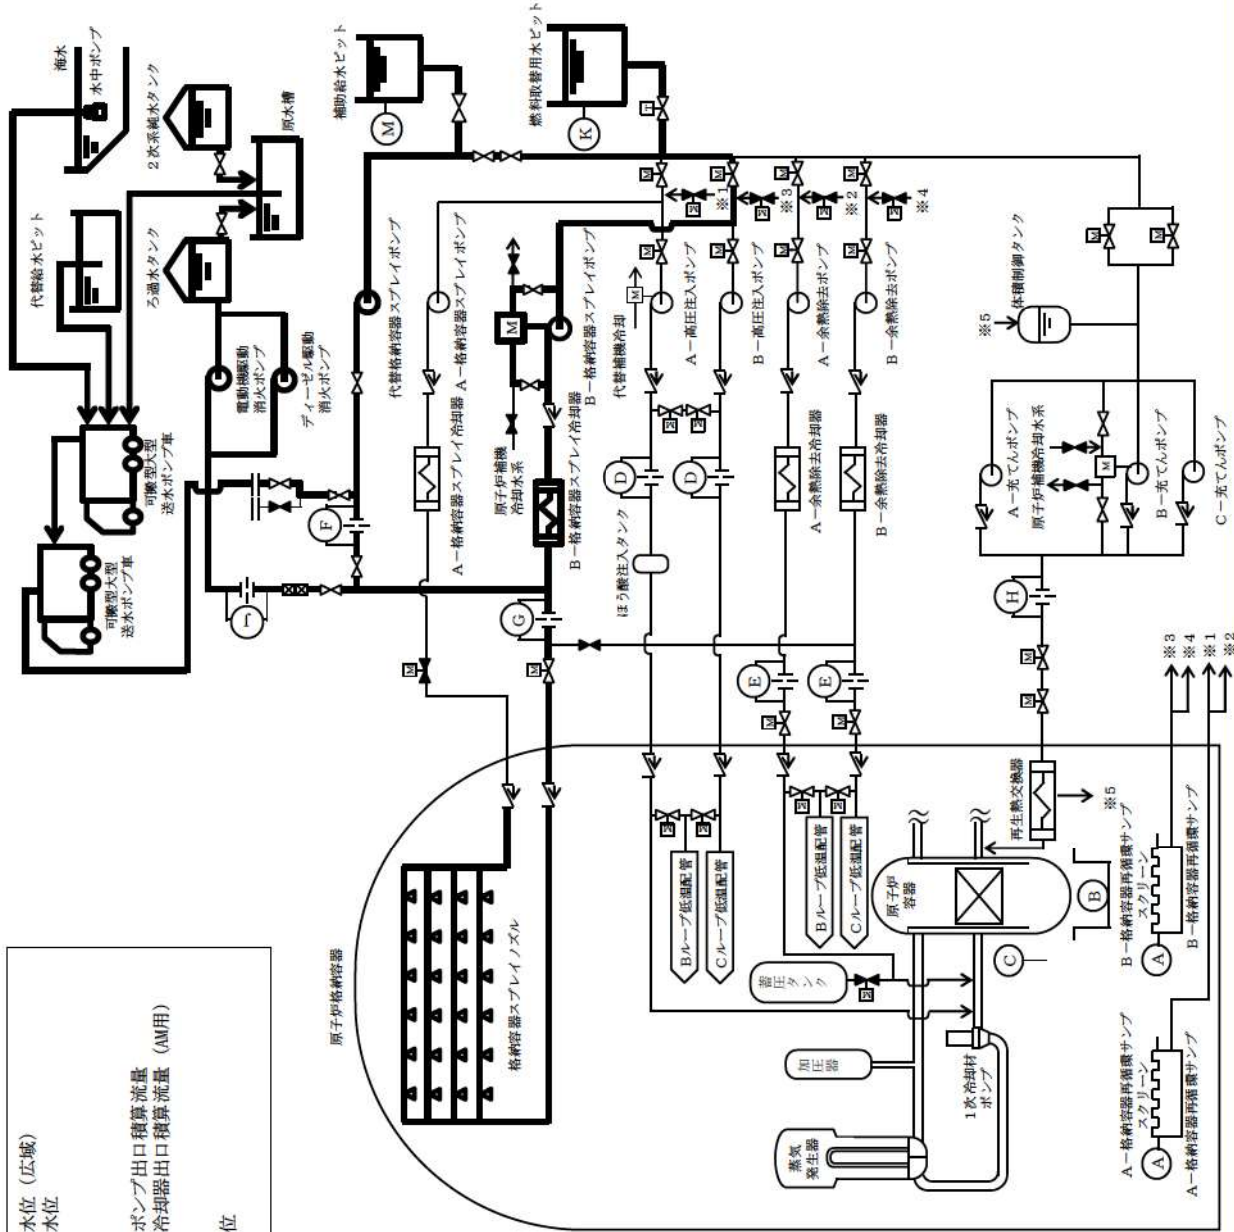 水位（広域）
水位
ポンプ出口積算流量
冷却器出口積算流量（AM用）
位
海水
水中ポンプ
2次系純水タンク
原水槽
代替給水ピット
ろ過水タンク
可搬型大型
送水ポンプ車
可搬型大型
送水ポンプ車
電動機駆動
消火ポンプ
ディーゼル駆動
消火ポンプ
補助給水ピット
M
燃料取替用水ピット
K
T
J
F
代替格納容器スプレイポンプ
A－格納容器スプレイポンプ
A－格納容器スプレイ冷却器
M
原子炉補機
冷却水系
B－格納容器スプレイポンプ
B－格納容器スプレイ冷却器
G
M
M
代替補機冷却
M
A－高圧注入ポンプ
M
M
M
※1
B－高圧注入ポンプ
M
M
M
※3
A－余熱除去ポンプ
M
M
M
※2
B－余熱除去ポンプ
M
M
M
※4
M
M
D
D
ほう酸注入タンク
A－余熱除去冷却器
B－余熱除去冷却器
E
E
M
M
体積制御タンク
※5
M
M
A－充てんポンプ
原子炉補機冷却水系
M
B－充てんポンプ
C－充てんポンプ
H
M
M
※3
※4
※1
※2
原子炉格納容器
格納容器スプレイノズル
M
M
Bループ低温配管
Cループ低温配管
M
M
Bループ低温配管
Cループ低温配管
蓄圧タンク
M
加圧器
蒸気
発生器
1次冷却材
ポンプ
原子炉
容器
C
B
再生熱交換器
※5
B－格納容器再循環サンプ
スクリーン
A
B－格納容器再循環サンプ
A－格納容器再循環サンプ
スクリーン
A
A－格納容器再循環サンプ